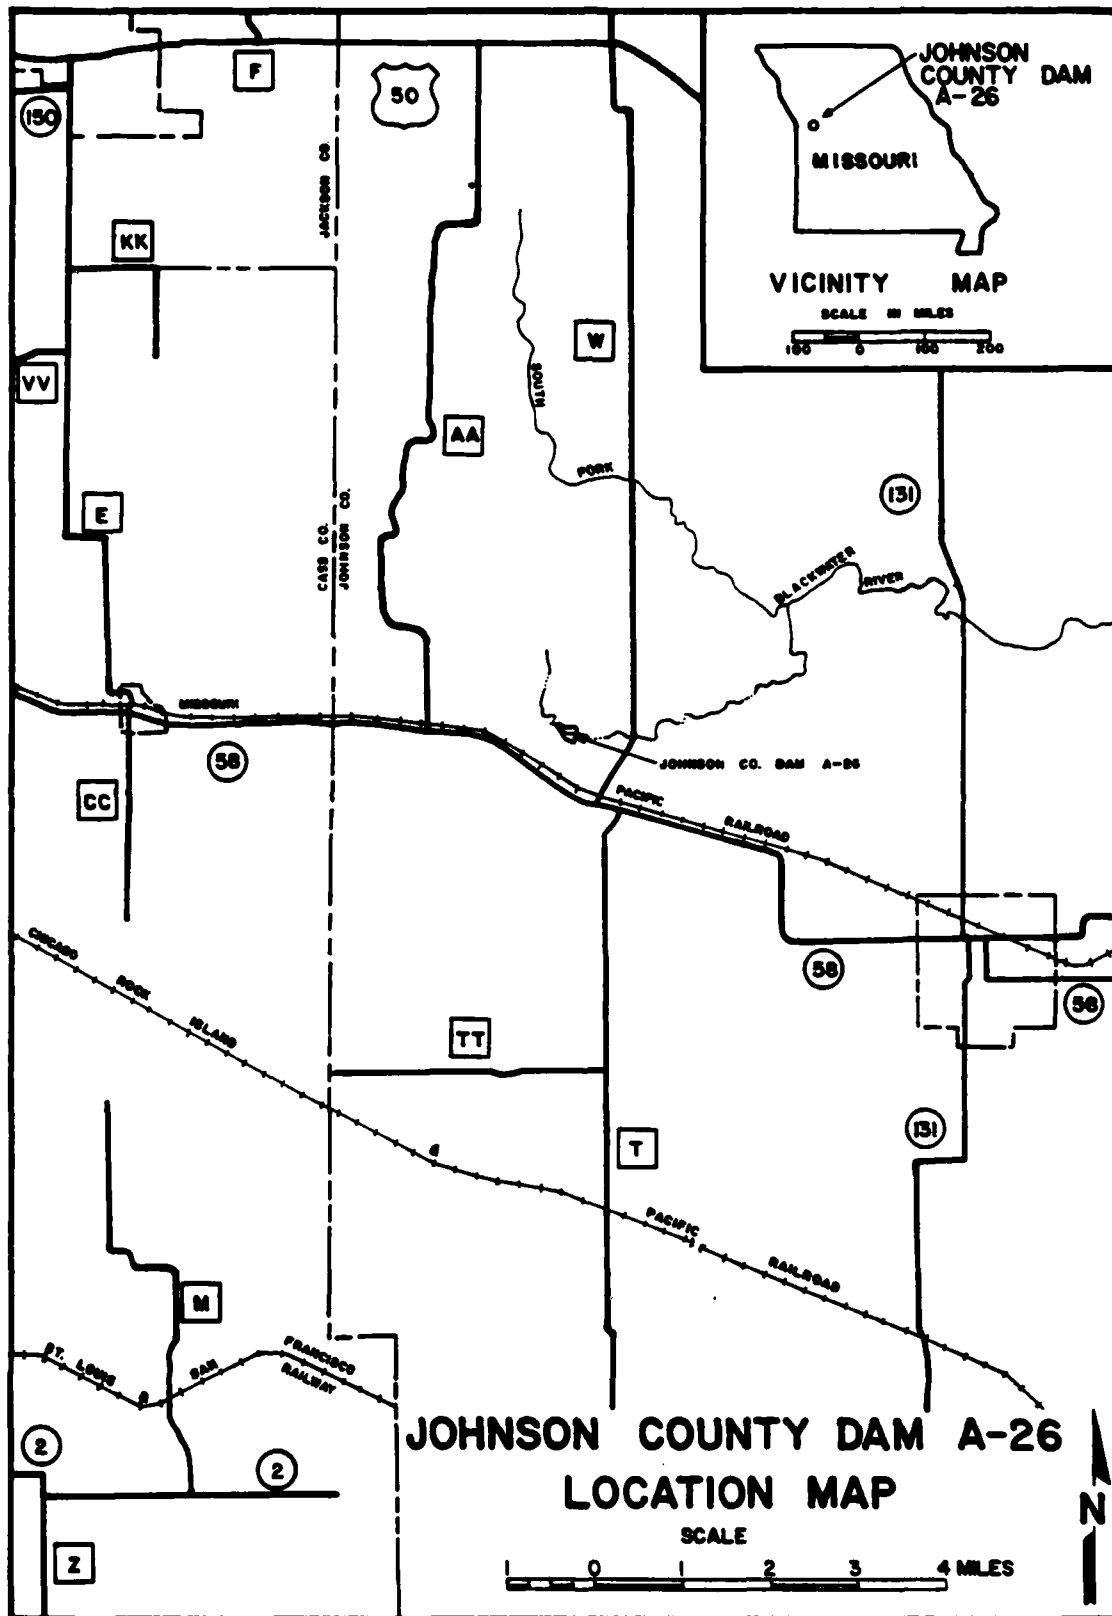 F
50
150
JOHNSON
COUNTY DAM
A-26
MISSOURI
VICINITY MAP
SCALE IN MILES
100 0 100 200
JACKSON CO.
KK
W
VV
SOUTH
AA
FORK
131
E
CASS CO.
JOHNSON CO.
BLACKWATER
RIVER
MISSOURI
58
JOHNSON CO. DAM A-26
CC
PACIFIC
RAILROAD
58
58
CHICAGO
ROCK
ISLAND
TT
&
T
131
PACIFIC
RAILROAD
M
ST. LOUIS
SAN
FRANCISCO
RAILWAY
2
2
Z
JOHNSON COUNTY DAM A-26
LOCATION MAP
SCALE
1 0 1 2 3 4 MILES
N